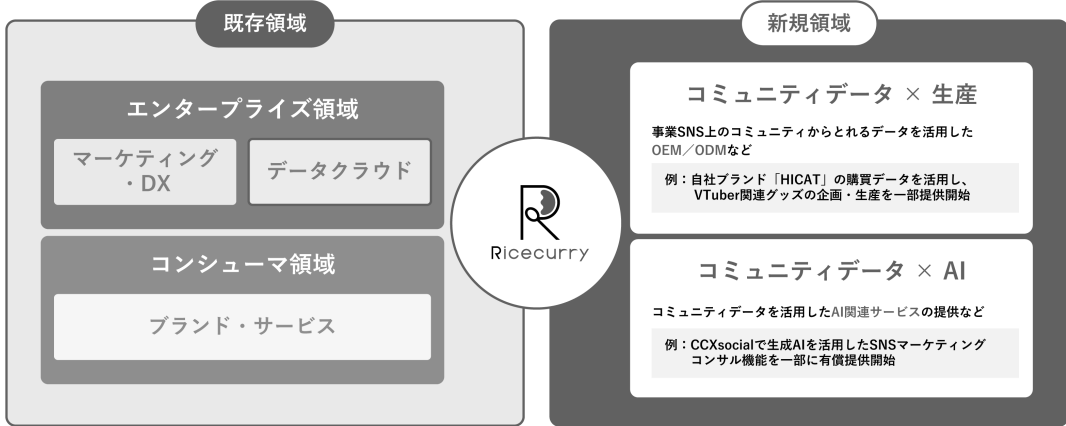 既存領域
エンタープライズ領域
マーケティング
・DX
データクラウド
コンシューマ領域
ブランド・サービス
Ricecurry
新規領域
コミュニティデータ × 生産
事業SNS上のコミュニティからとれるデータを活用した
OEM／ODMなど
例：自社ブランド「HICAT」の購買データを活用し、
VTuber関連グッズの企画・生産を一部提供開始
コミュニティデータ × AI
コミュニティデータを活用したAI関連サービスの提供など
例：CCXsocialで生成AIを活用したSNSマーケティング
コンサル機能を一部に有償提供開始